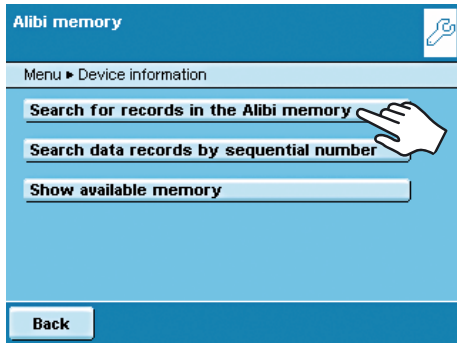 Alibi memory
Menu ▸ Device information
Search for records in the Alibi memory
Search data records by sequential number
Show available memory
Back